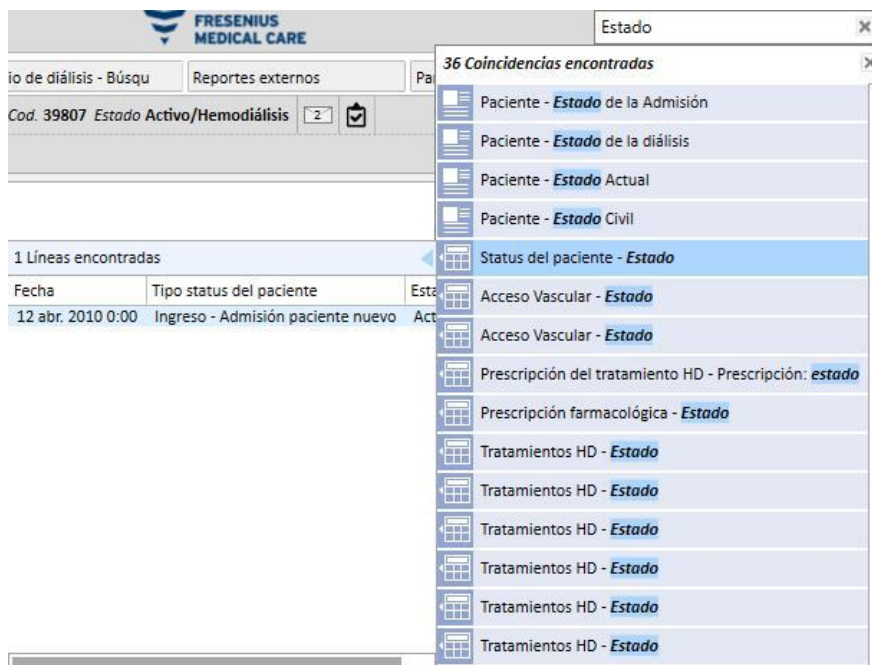 FRESENIUS
MEDICAL CARE
Estado
36 Coincidencias encontradas
io de diálisis - Búsqu
Reportes externos
Pa
Cod. 39807 Estado Activo/Hemodiálisis 2
Paciente - Estado de la Admisión
Paciente - Estado de la diálisis
Paciente - Estado Actual
Paciente - Estado Civil
1 Líneas encontradas
Status del paciente - Estado
Fecha
Tipo status del paciente
Esta
Acceso Vascular - Estado
12 abr. 2010 0:00
Ingreso - Admisión paciente nuevo
Act
Acceso Vascular - Estado
Prescripción del tratamiento HD - Prescripción: estado
Prescripción farmacológica - Estado
Tratamientos HD - Estado
Tratamientos HD - Estado
Tratamientos HD - Estado
Tratamientos HD - Estado
Tratamientos HD - Estado
Tratamientos HD - Estado